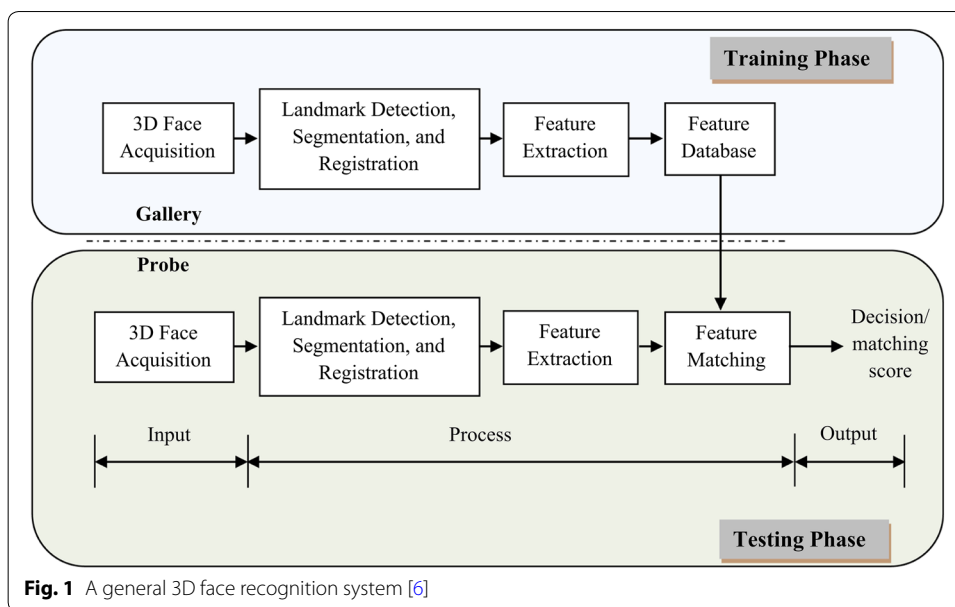 Training Phase
3D Face
Acquisition
Landmark Detection,
Segmentation, and
Registration
Feature
Extraction
Feature
Database
Gallery
Probe
3D Face
Acquisition
Landmark Detection,
Segmentation, and
Registration
Feature
Extraction
Feature
Matching
Decision/
matching
score
Input
Process
Output
Testing Phase
Fig. 1 A general 3D face recognition system [6]